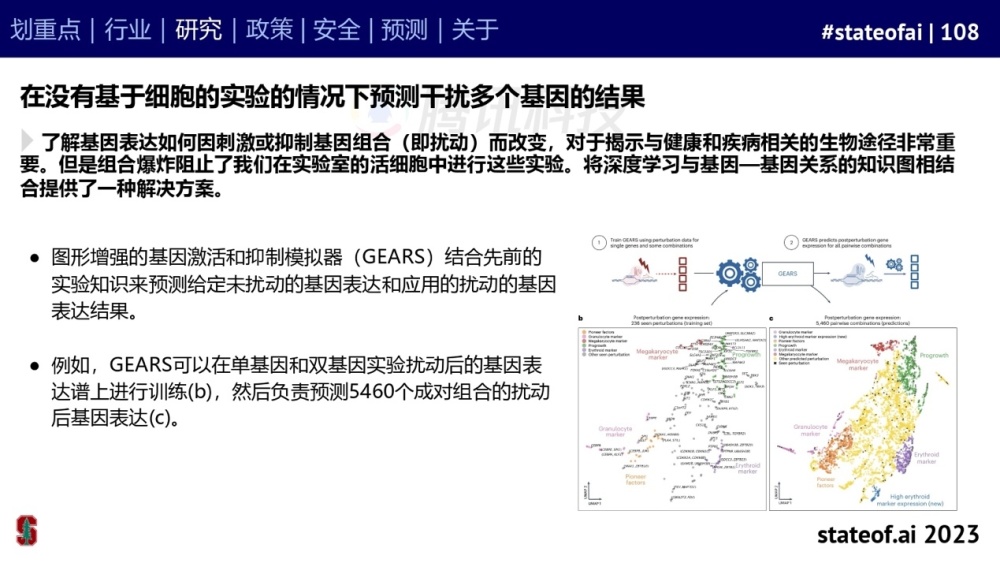 划重点 | 行业 | 研究 | 政策 | 安全 | 预测 | 关于
#stateofai | 108
在没有基于细胞的实验的情况下预测干扰多个基因的结果
腾讯科技
了解基因表达如何因刺激或抑制基因组合（即扰动）而改变，对于揭示与健康和疾病相关的生物途径非常重
要。但是组合爆炸阻止了我们在实验室的活细胞中进行这些实验。将深度学习与基因—基因关系的知识图相结
合提供了一种解决方案。
● 图形增强的基因激活和抑制模拟器（GEARS）结合先前的
实验知识来预测给定未扰动的基因表达和应用的扰动的基因
表达结果。
● 例如，GEARS可以在单基因和双基因实验扰动后的基因表
达谱上进行训练(b)，然后负责预测5460个成对组合的扰动
后基因表达(c)。
1 Train GEARS using perturbation data for
single genes and some combinations
2 GEARS predicts postperturbation gene
expression for all pairwise combinations
GEARS
b
Postperturbation gene expression:
238 seen perturbations (training set)
Pioneer factors
Granulocyte marker
Megakaryocyte marker
Progrowth
Erythroid marker
Other seen perturbation
Megakaryocyte
marker
Progrowth
Granulocyte
marker
Pioneer
factors
Erythroid
marker
UMAP 2
UMAP 1
c
Postperturbation gene expression:
5,460 pairwise combinations (predictions)
Granulocyte marker
High erythroid marker expression (new)
Pioneer factors
Progrowth
Erythroid marker
Megakaryocyte marker
Other predicted perturbation
Seen perturbation
Megakaryocyte
marker
Progrowth
Granulocyte
marker
Erythroid
marker
Pioneer
factors
High erythroid
marker expression (new)
UMAP 2
UMAP 1
S
stateof.ai 2023